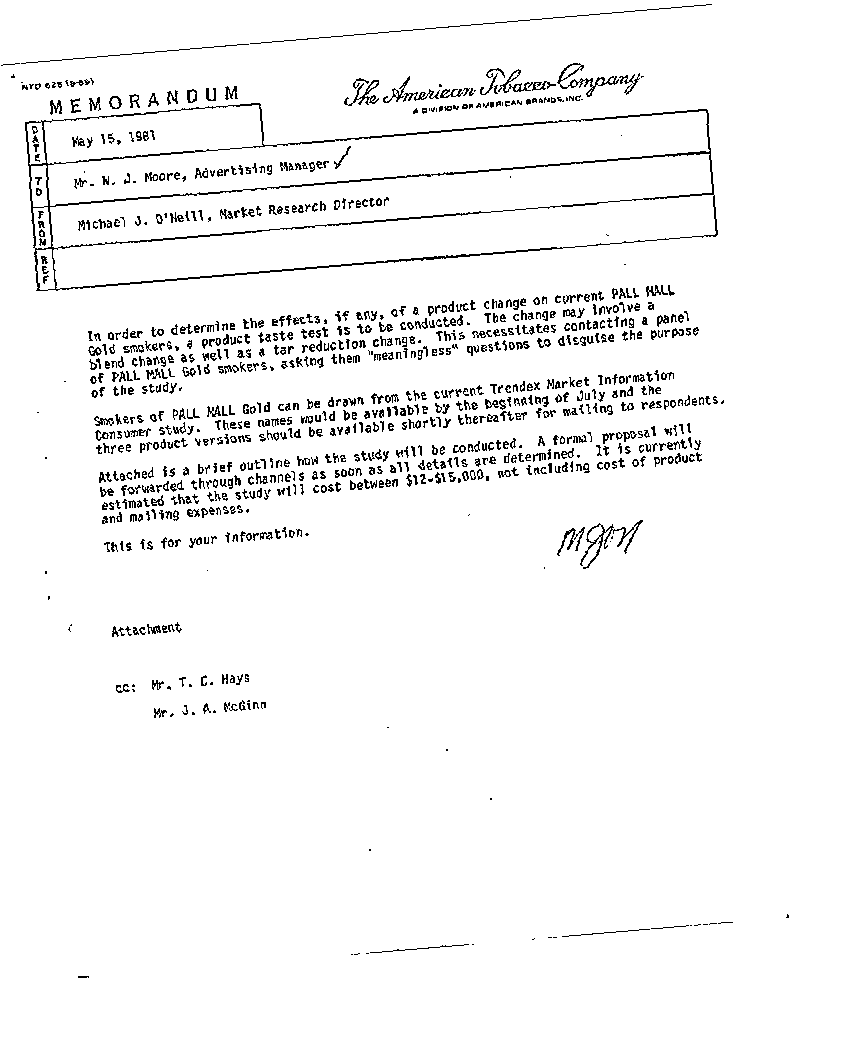 NYO 625 (9-69)
MEMORANDUM
The American Tobacco Company
A DIVISION OF AMERICAN BRANDS, INC.
DATE May 15, 1981
TO Mr. W. J. Moore, Advertising Manager
FROM Michael J. O'Neill, Market Research Director
REF
In order to determine the effects, if any, of a product change on current PALL MALL
Gold smokers, a product taste test is to be conducted. The change may involve a
blend change as well as a tar reduction change. This necessitates contacting a panel
of PALL MALL Gold smokers, asking them "meaningless" questions to disguise the purpose
of the study.
Smokers of PALL MALL Gold can be drawn from the current Trendex Market Information
Consumer study. These names would be available by the beginning of July and the
three product versions should be available shortly thereafter for mailing to respondents.
Attached is a brief outline how the study will be conducted. A formal proposal will
be forwarded through channels as soon as all details are determined. It is currently
estimated that the study will cost between $12-$15,000, not including cost of product
and mailing expenses.
This is for your information.
MJON
Attachment
cc: Mr. T. C. Hays
Mr. J. A. McGinn